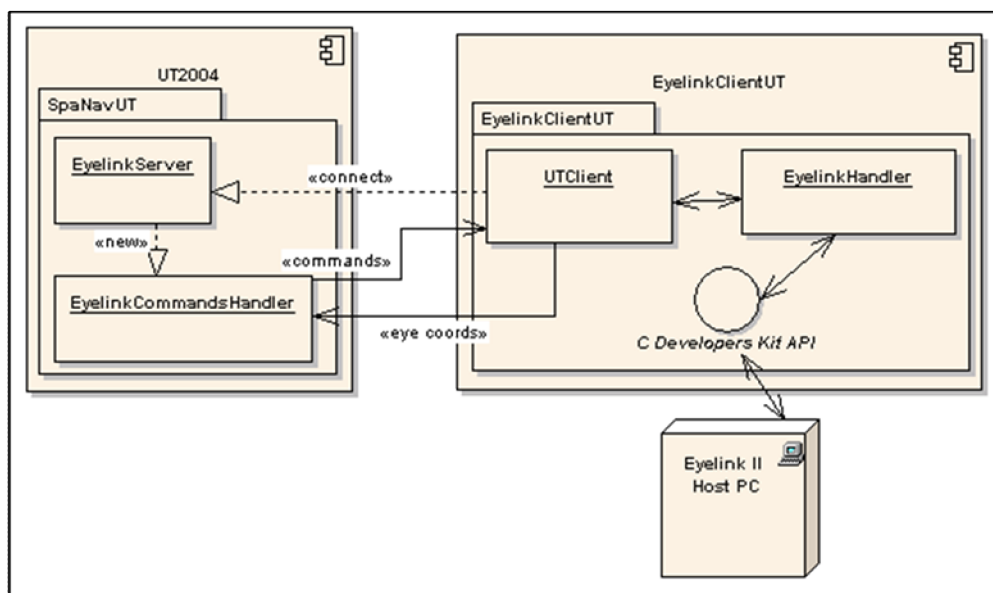 UT2004
SpaNavUT
EyelinkServer
«connect»
«new»
«commands»
EyelinkCommandsHandler
«eye coords»
EyelinkClientUT
EyelinkClientUT
UTClient
EyelinkHandler
C Developers Kit API
Eyelink II
Host PC